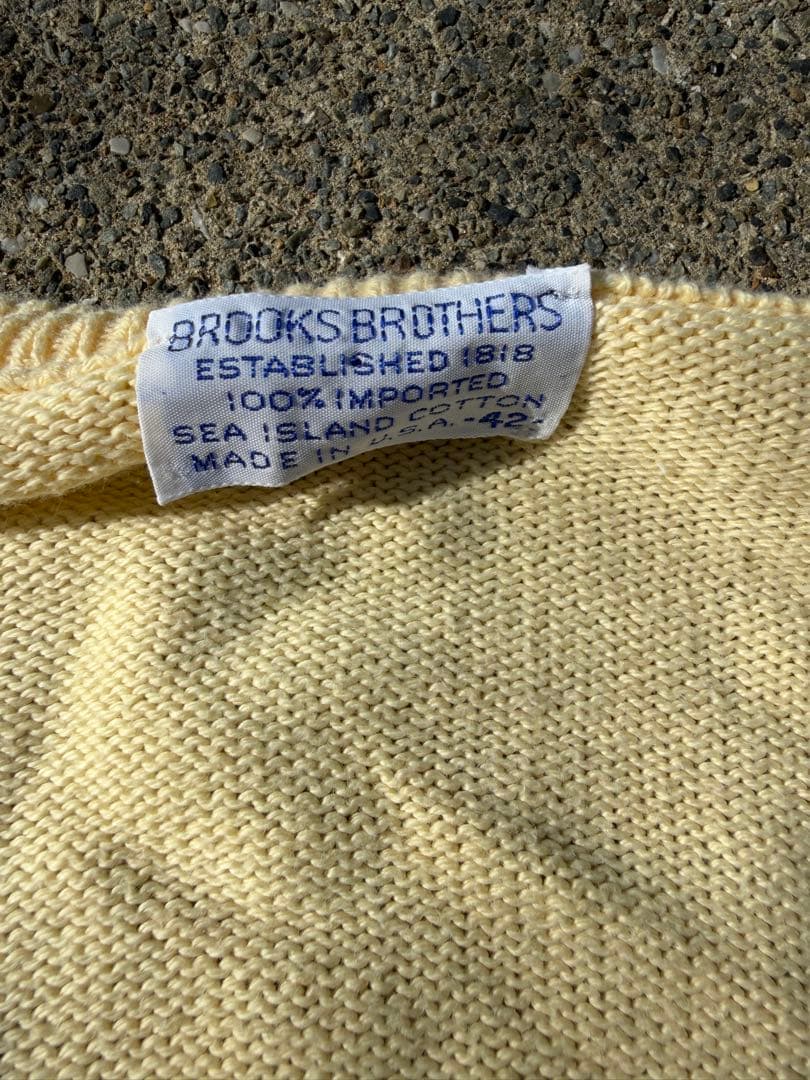 BROOKS BROTHERS
ESTABLISHED 1818
100% IMPORTED
SEA ISLAND COTTON
MADE IN U.S.A. -42-